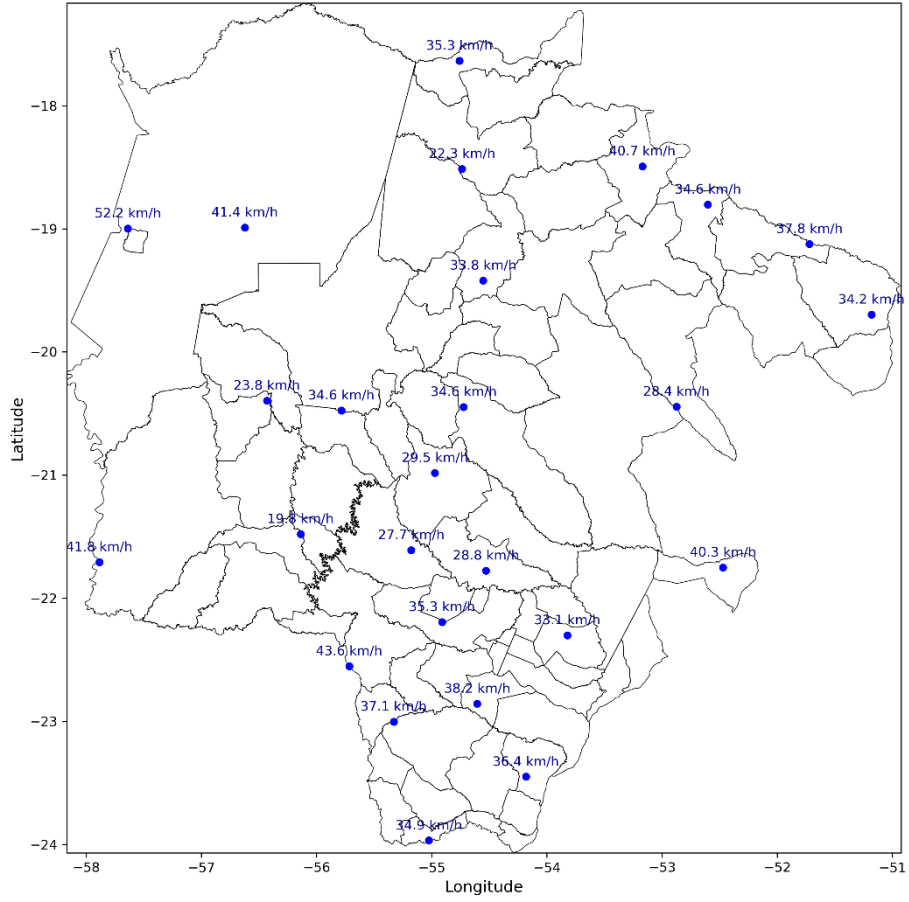 35.3 km/h
22.3 km/h
40.7 km/h
34.6 km/h
52.2 km/h
41.4 km/h
37.8 km/h
33.8 km/h
34.2 km/h
23.8 km/h
34.6 km/h
34.6 km/h
28.4 km/h
29.5 km/h
19.8 km/h
27.7 km/h
41.8 km/h
28.8 km/h
40.3 km/h
35.3 km/h
33.1 km/h
43.6 km/h
38.2 km/h
37.1 km/h
36.4 km/h
34.9 km/h
−18
−19
−20
−21
−22
−23
−24
Latitude
−58
−57
−56
−55
−54
−53
−52
−51
Longitude